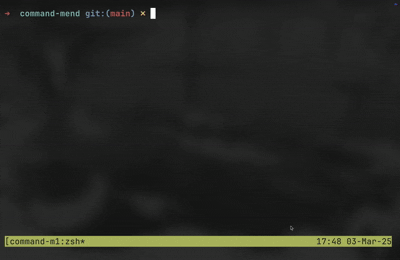 ➜ command-mend git:(main) ✗
[command-m1:zsh* 17:48 03-Mar-25